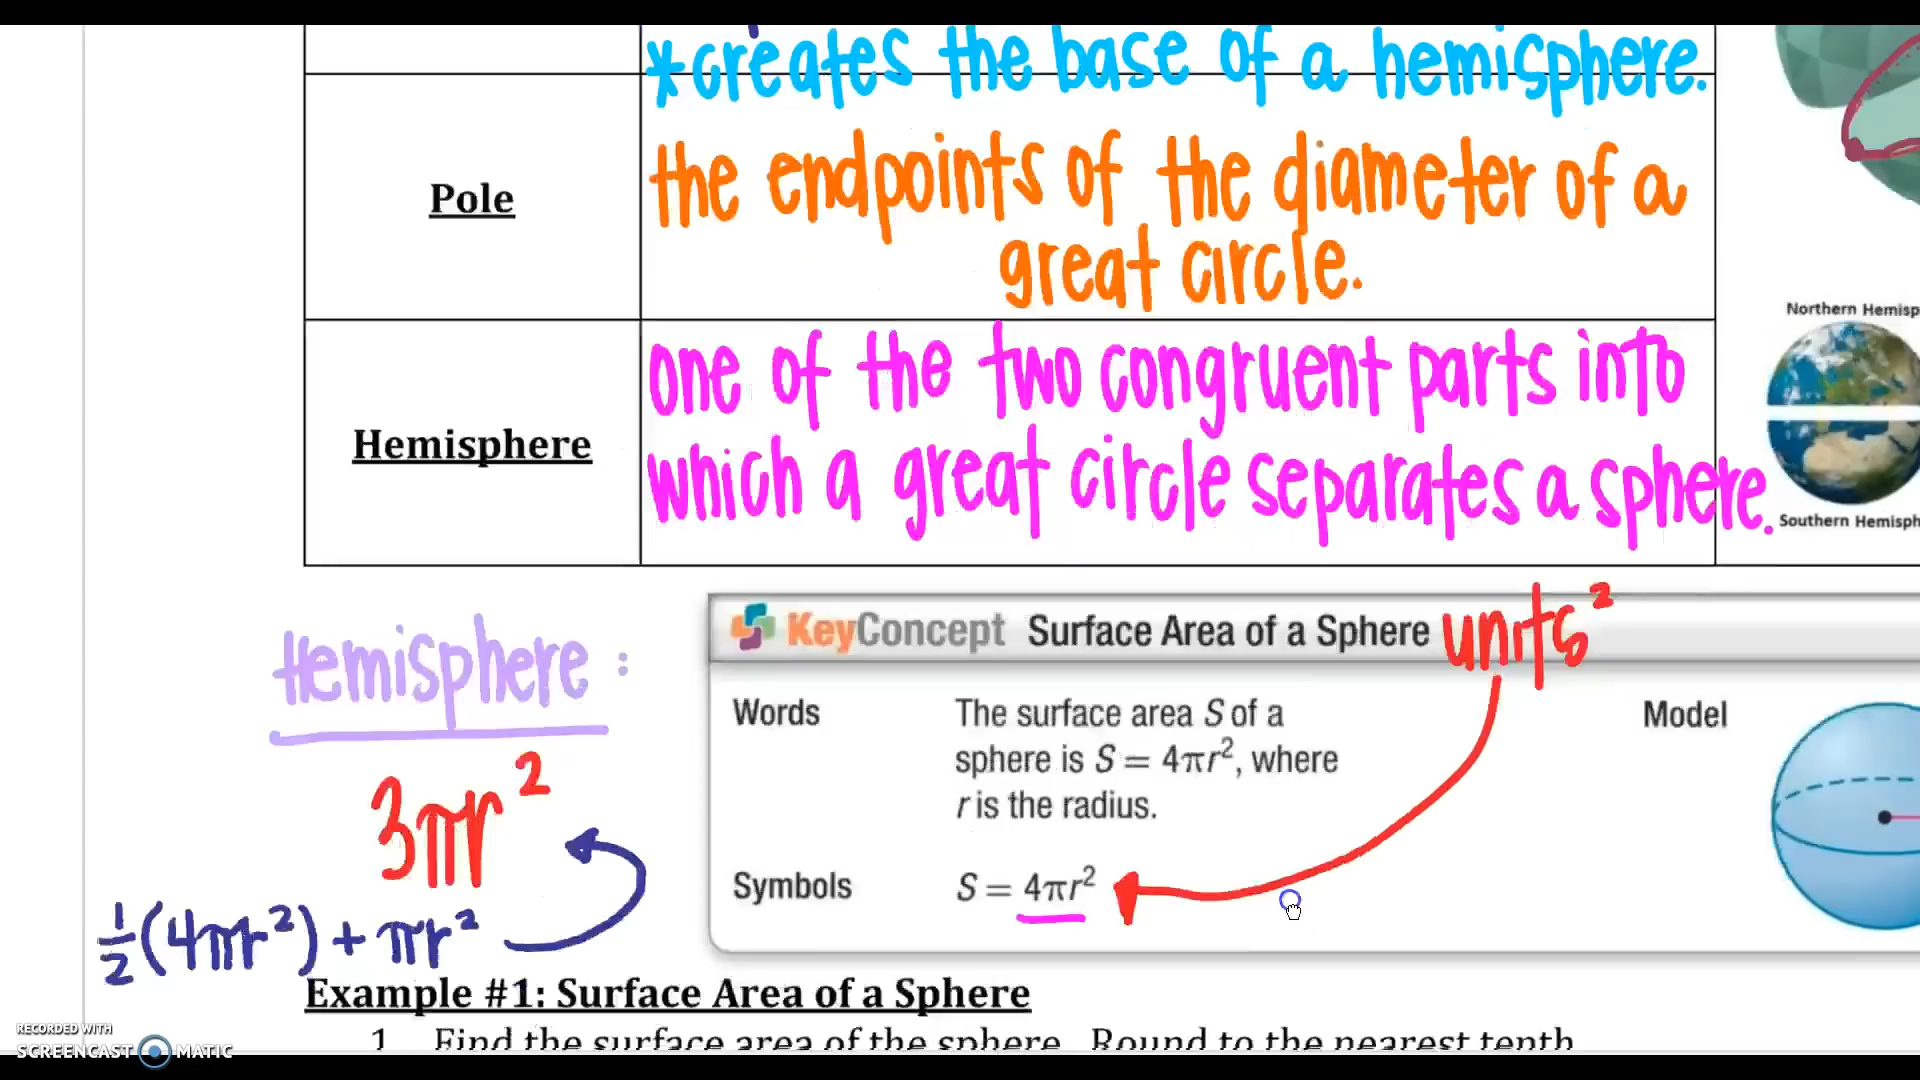 *creates the base of a hemisphere.
Pole
the endpoints of the diameter of a
great circle.
Northern Hemisp
Hemisphere
one of the two congruent parts into
which a great circle separates a sphere.
Southern Hemisph
Hemisphere :
3πr²
½(4πr²) + πr²
KeyConcept Surface Area of a Sphere units²
Words
The surface area S of a
sphere is S = 4πr², where
r is the radius.
Model
Symbols
S = 4πr²
Example #1: Surface Area of a Sphere
1. Find the surface area of the sphere. Round to the nearest tenth
RECORDED WITH
SCREENCAST MATIC